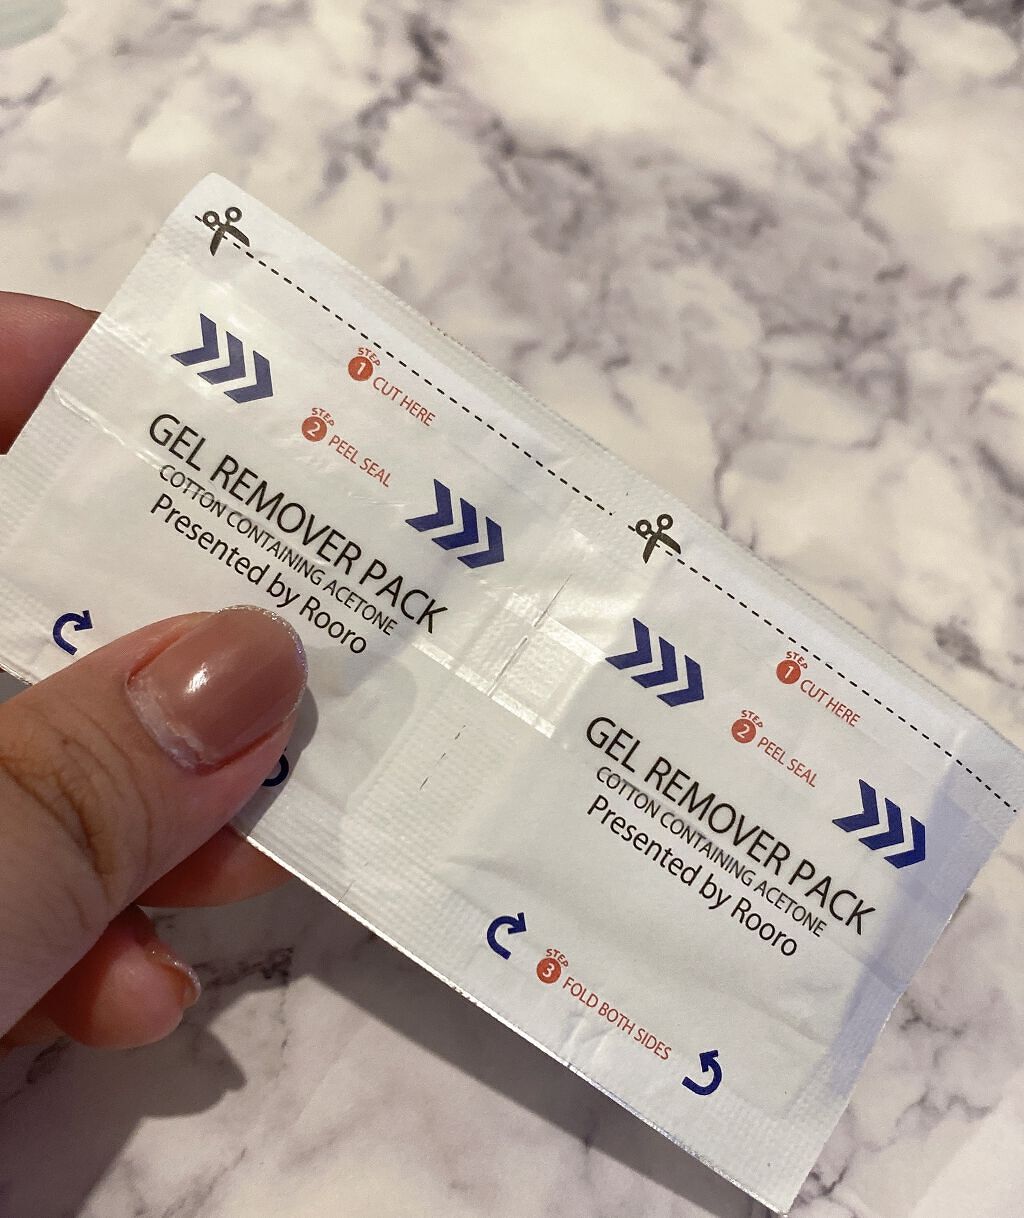 STEP 1 CUT HERE
STEP 2 PEEL SEAL
GEL REMOVER PACK
COTTON CONTAINING ACETONE
Presented by Rooro
STEP 1 CUT HERE
STEP 2 PEEL SEAL
GEL REMOVER PACK
COTTON CONTAINING ACETONE
Presented by Rooro
STEP 3 FOLD BOTH SIDES